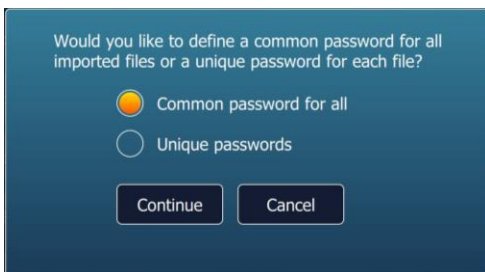 Would you like to define a common password for all
imported files or a unique password for each file?
Common password for all
Unique passwords
Continue Cancel